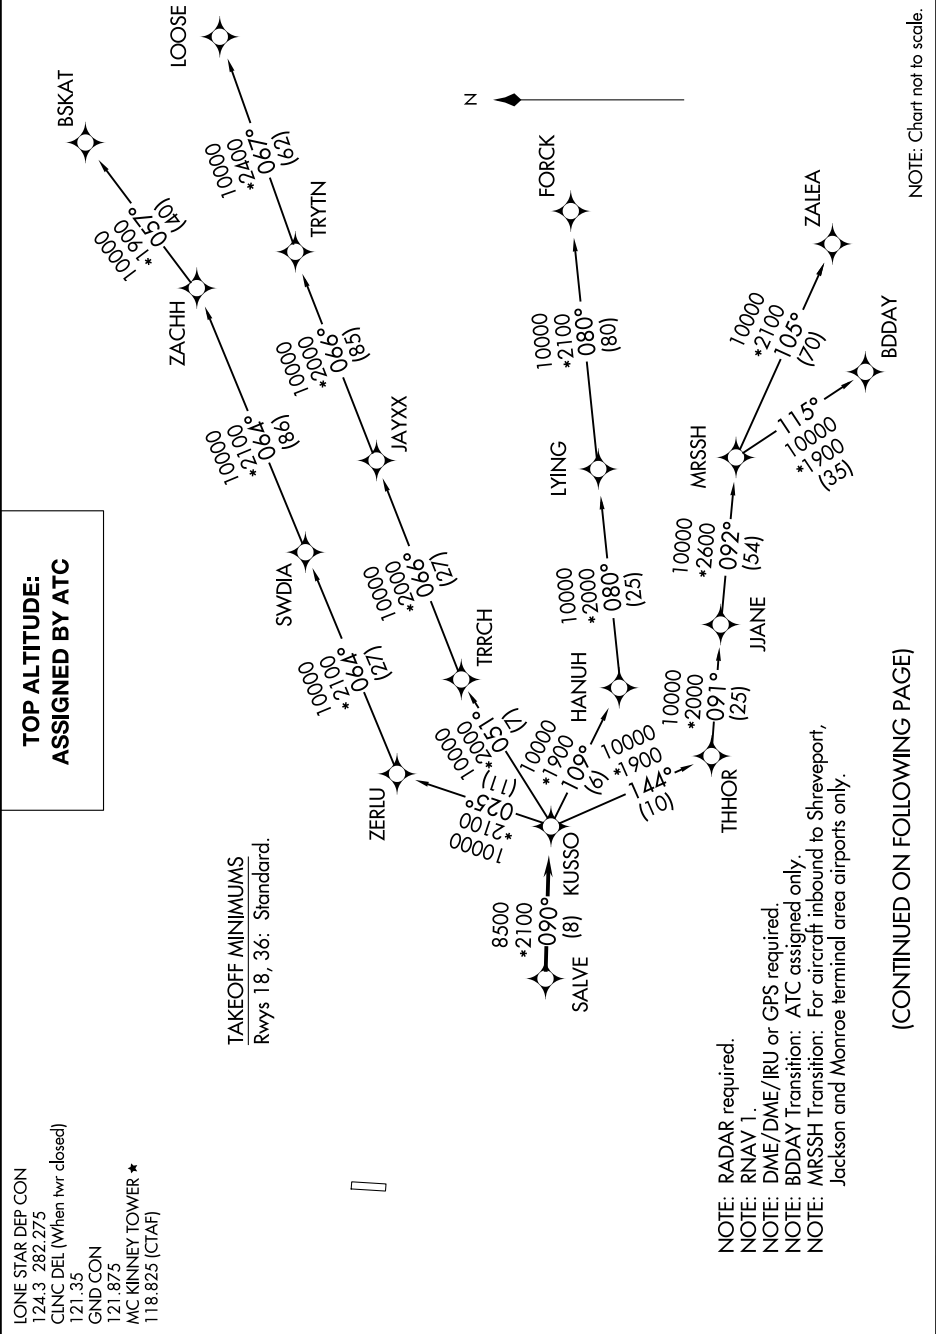 LONE STAR DEP CON
124.3 282.275
CLNC DEL (When twr closed)
121.35
GND CON
121.875
MC KINNEY TOWER ★
118.825 (CTAF)
TOP ALTITUDE:
ASSIGNED BY ATC
TAKEOFF MINIMUMS
Rwys 18, 36: Standard.
BSKAT
10000
*1900
057°
(40)
ZACHH
10000
*2100
064°
(86)
SWDIA
10000
*2100
064°
(27)
ZERLU
10000
*2100
025°
(11)
LOOSE
10000
*2400
067°
(62)
TRYTN
10000
*2000
066°
(85)
JAYXX
10000
*2000
066°
(27)
TRRCH
10000
*2000
051°
(7)
N
FORCK
10000
*2100
080°
(80)
LYING
10000
*2000
080°
(25)
HANUH
10000
*1900
109°
(6)
SALVE
8500
*2100
090°
(8)
KUSSO
10000
*1900
144°
(10)
THHOR
10000
*2000
091°
(25)
JJANE
10000
*2600
092°
(54)
MRSSH
10000
*2100
105°
(70)
ZALEA
115°
10000
*1900
(35)
BDDAY
NOTE: RADAR required.
NOTE: RNAV 1.
NOTE: DME/DME/IRU or GPS required.
NOTE: BDDAY Transition: ATC assigned only.
NOTE: MRSSH Transition: For aircraft inbound to Shreveport,
Jackson and Monroe terminal area airports only.
(CONTINUED ON FOLLOWING PAGE)
NOTE: Chart not to scale.